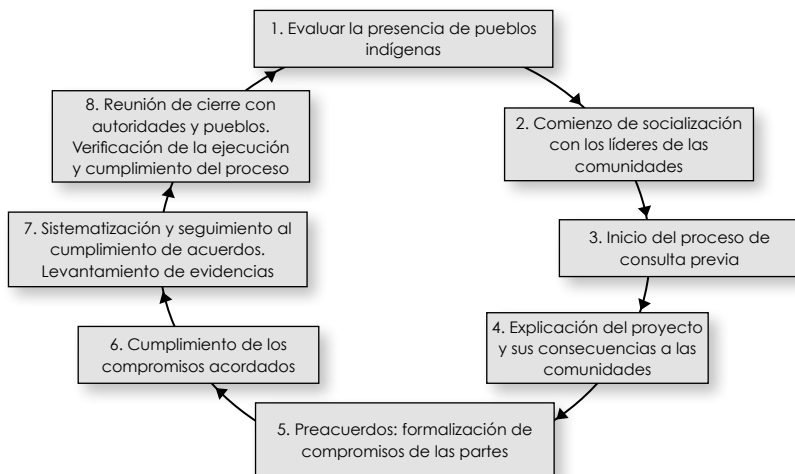 1. Evaluar la presencia de pueblos
indígenas
2. Comienzo de socialización
con los líderes de las
comunidades
3. Inicio del proceso de
consulta previa
4. Explicación del proyecto
y sus consecuencias a las
comunidades
5. Preacuerdos: formalización de
compromisos de las partes
6. Cumplimiento de los
compromisos acordados
7. Sistematización y seguimiento al
cumplimiento de acuerdos.
Levantamiento de evidencias
8. Reunión de cierre con
autoridades y pueblos.
Verificación de la ejecución
y cumplimiento del proceso